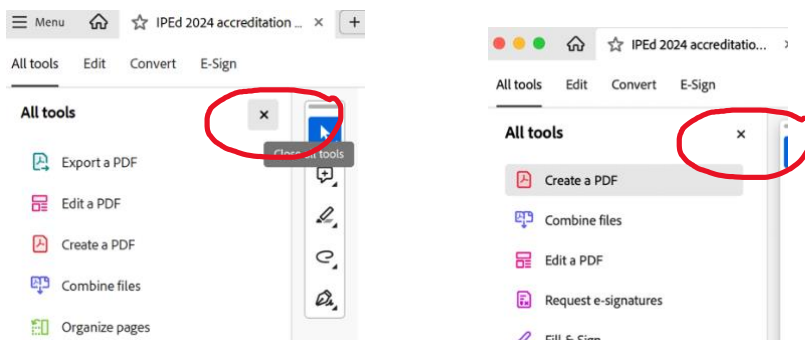 Menu IPEd 2024 accreditation ... × +
All tools Edit Convert E-Sign
All tools ×
Close all tools
Export a PDF
Edit a PDF
Create a PDF
Combine files
Organize pages
IPEd 2024 accreditatio...
All tools Edit Convert E-Sign
All tools ×
Create a PDF
Combine files
Edit a PDF
Request e-signatures
Fill & Sign